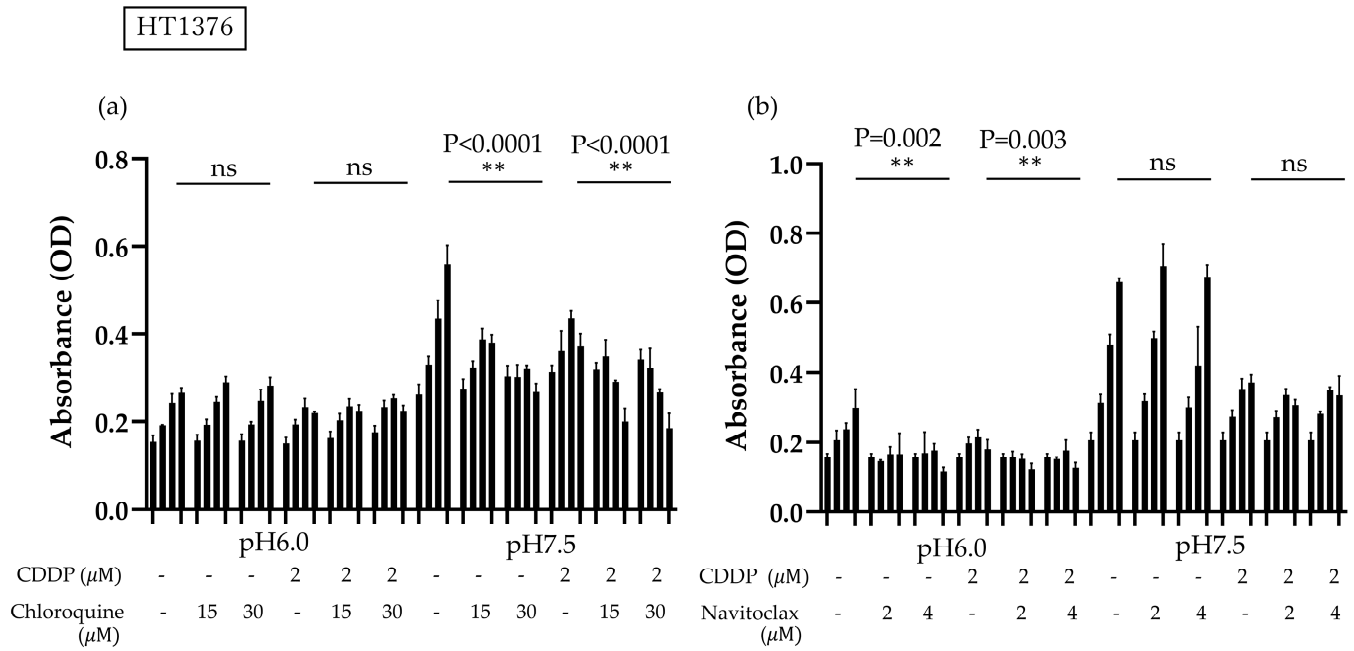 HT1376
(a)
P<0.0001 P<0.0001
ns ns ** **
0.8
0.6
0.4
0.2
0.0
Absorbance (OD)
pH6.0 pH7.5
CDDP (μM) - - - 2 2 2 - - - 2 2 2
Chloroquine - 15 30 - 15 30 - 15 30 - 15 30
(μM)
(b)
P=0.002 P=0.003
** ** ns ns
1.0
0.8
0.6
0.4
0.2
0.0
Absorbance (OD)
pH6.0 pH7.5
CDDP (μM) - - - 2 2 2 - - - 2 2 2
Navitoclax - 2 4 - 2 4 - 2 4 - 2 4
(μM)